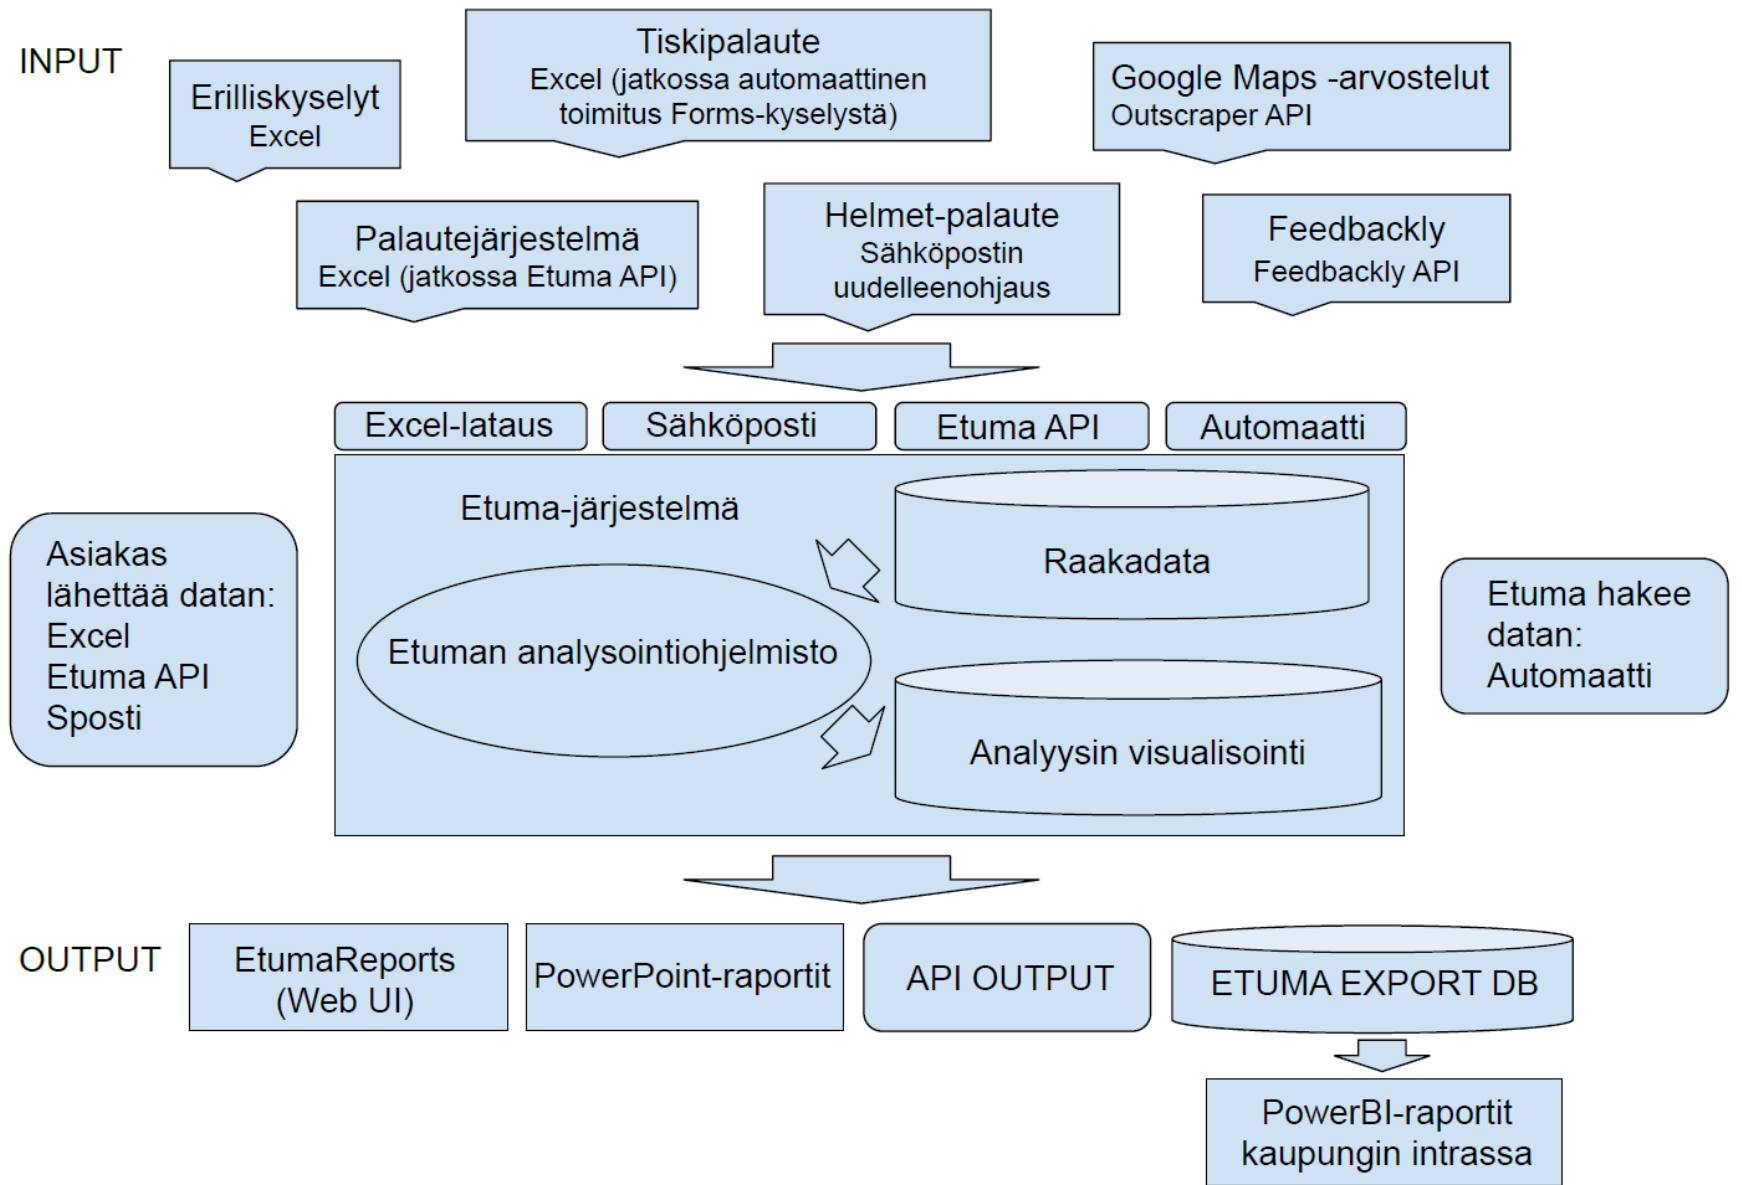 INPUT
Erilliskyselyt
Excel
Tiskipalaute
Excel (jatkossa automaattinen
toimitus Forms-kyselystä)
Google Maps -arvostelut
Outscraper API
Palautejärjestelmä
Excel (jatkossa Etuma API)
Helmet-palaute
Sähköpostin
uudelleenohjaus
Feedbackly
Feedbackly API
Excel-lataus
Sähköposti
Etuma API
Automaatti
Asiakas
lähettää datan:
Excel
Etuma API
Sposti
Etuma-järjestelmä
Raakadata
Etuman analysointiohjelmisto
Analyysin visualisointi
Etuma hakee
datan:
Automaatti
OUTPUT
EtumaReports
(Web UI)
PowerPoint-raportit
API OUTPUT
ETUMA EXPORT DB
PowerBI-raportit
kaupungin intrassa